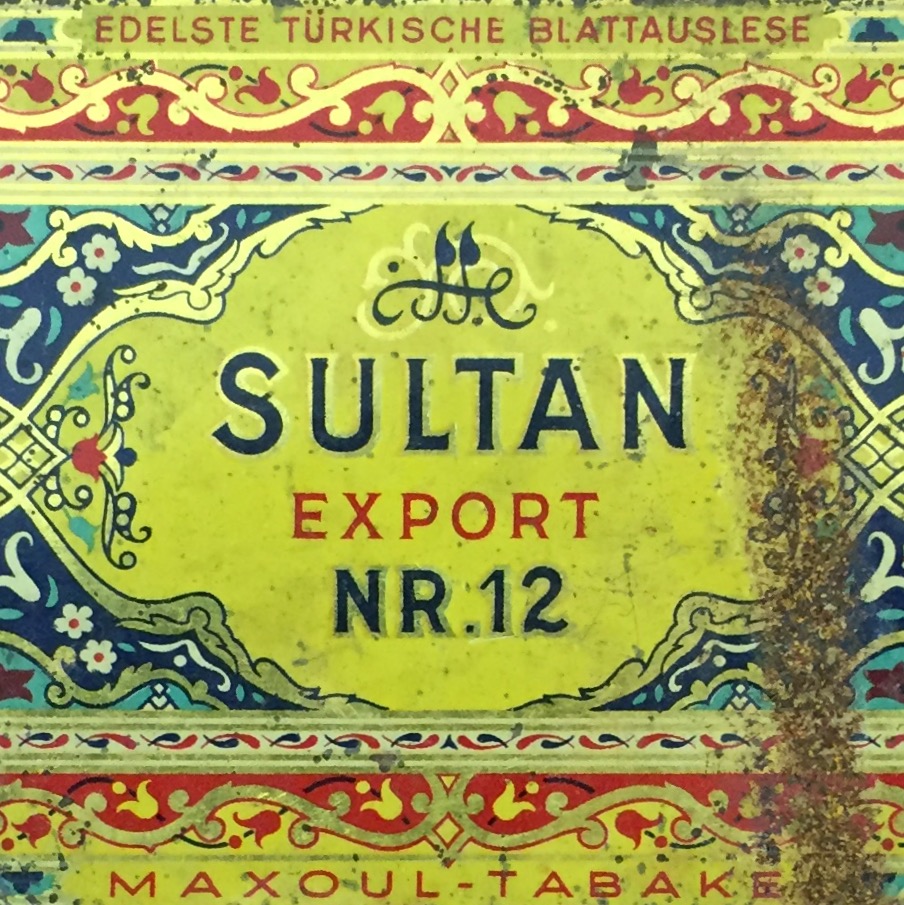 EDELSTE TÜRKISCHE BLATTAUSLESE
SULTAN
EXPORT
NR.12
MAXOUL-TABAKE